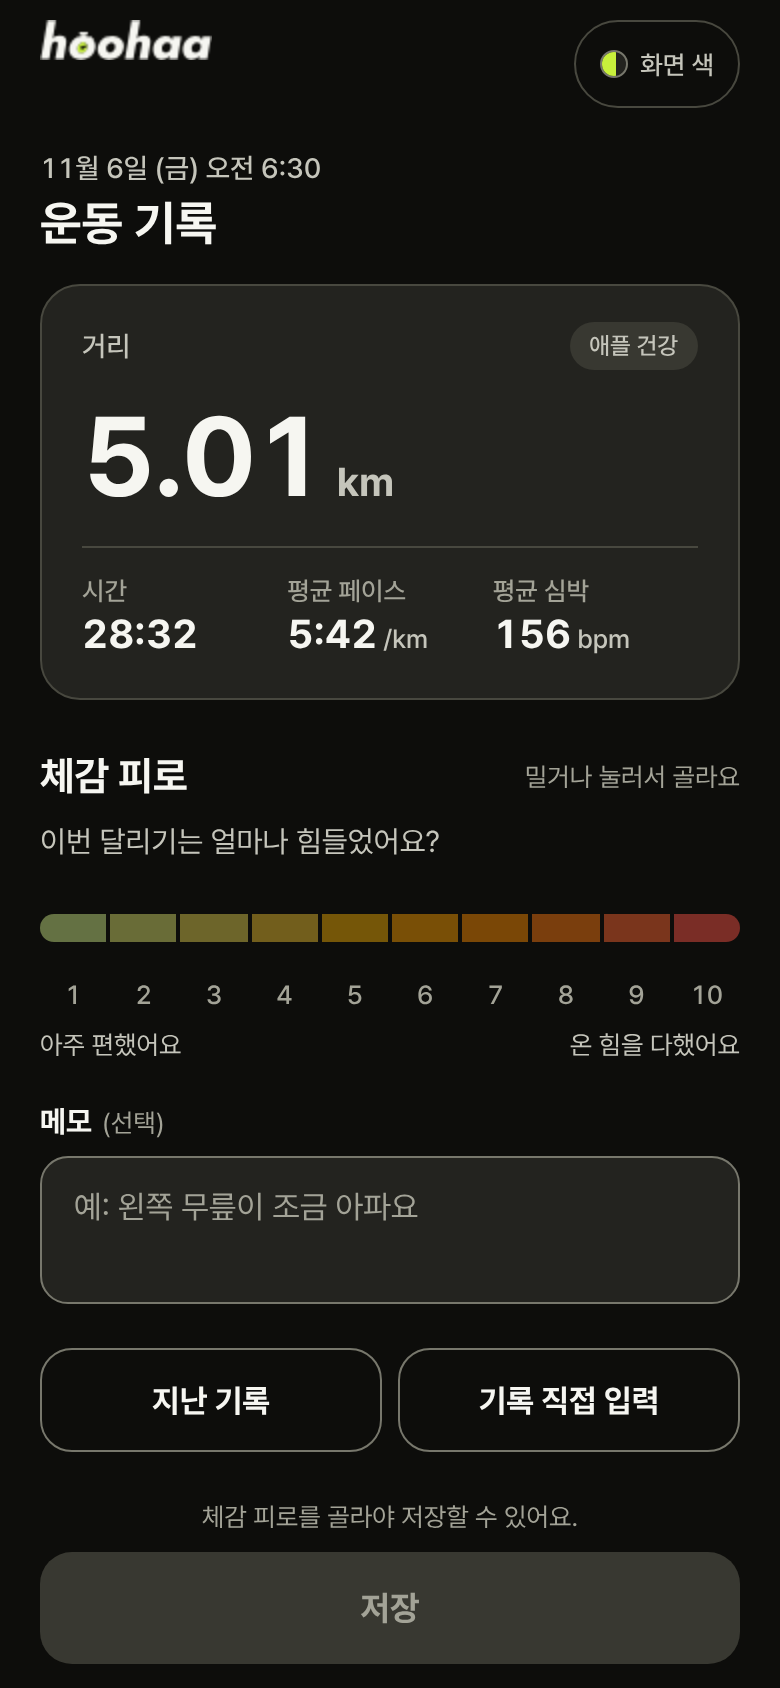 hoohaa
화면 색
11월 6일 (금) 오전 6:30
운동 기록
거리
애플 건강
5.01 km
시간 평균 페이스 평균 심박
28:32 5:42 /km 156 bpm
체감 피로
밀거나 눌러서 골라요
이번 달리기는 얼마나 힘들었어요?
1 2 3 4 5 6 7 8 9 10
아주 편했어요 온 힘을 다했어요
메모 (선택)
예: 왼쪽 무릎이 조금 아파요
지난 기록 기록 직접 입력
체감 피로를 골라야 저장할 수 있어요.
저장